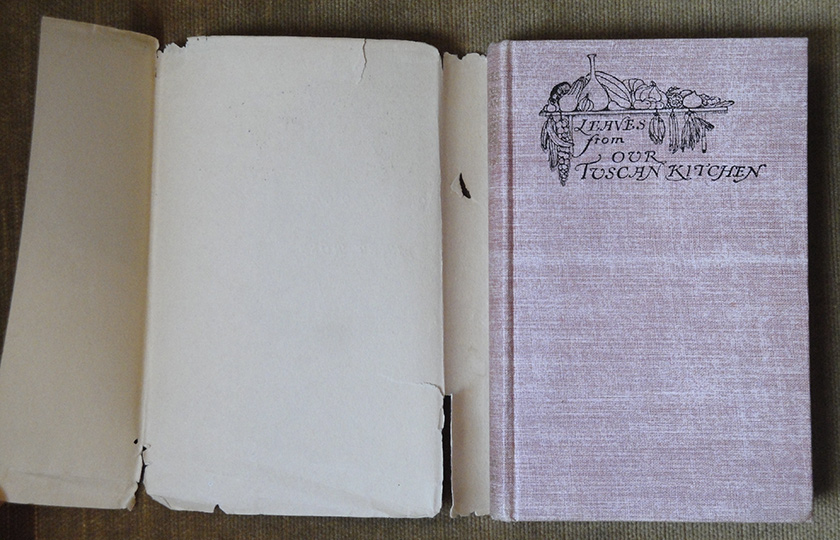 LEAVES
from
OUR
TUSCAN KITCHEN